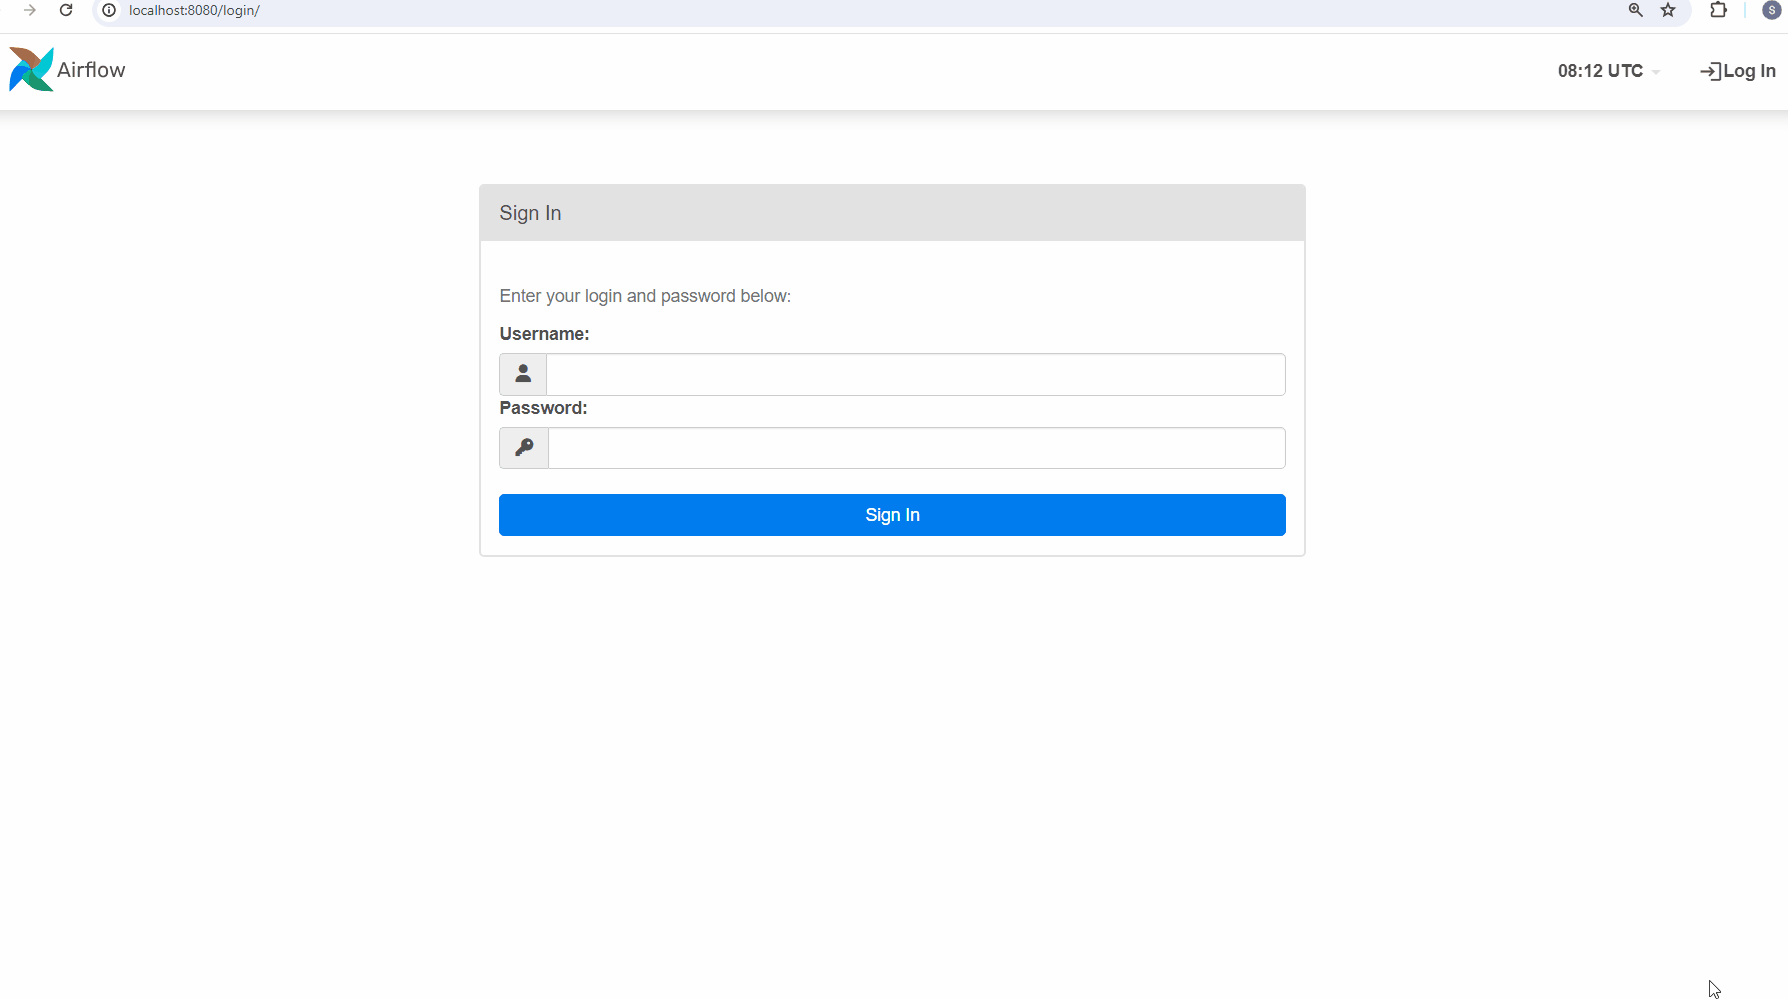 localhost:8080/login/
S
Airflow
08:12 UTC
Log In
Sign In
Enter your login and password below:
Username:
Password:
Sign In